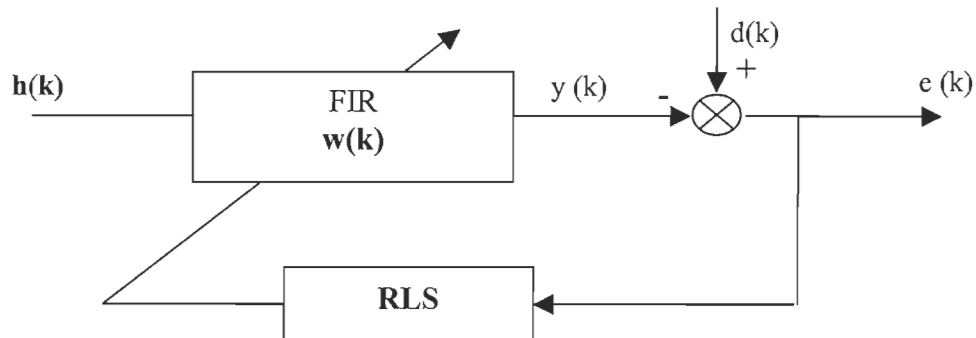 d(k)
h(k)
FIR
w(k)
y (k)
-
+
e (k)
RLS